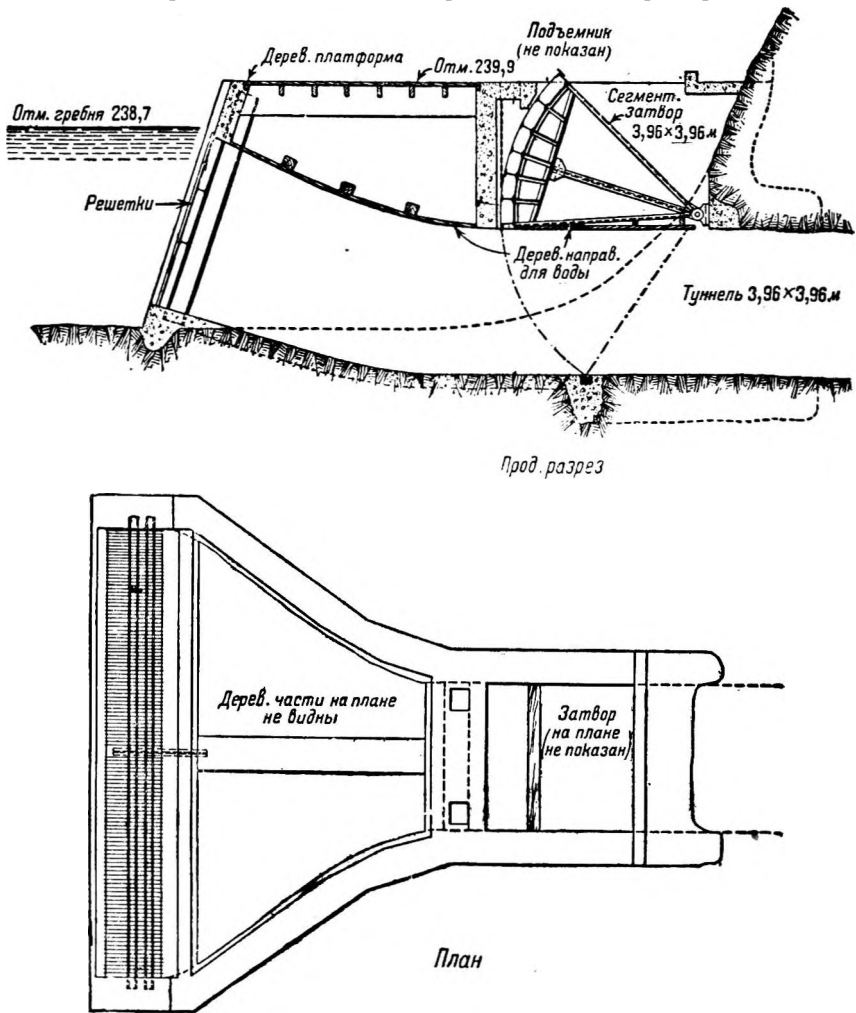 Подъемник
(не показан)
Дерев. платформа
Отм. 239,9
Отм. гребня 238,7
Сегмент.
затвор
3,96×3,96 м
Решетки
Дерев. направ.
для воды
Туннель 3,96×3,96 м
Прод. разрез
Дерев. части на плане
не видны
Затвор
(на плане
не показан)
План